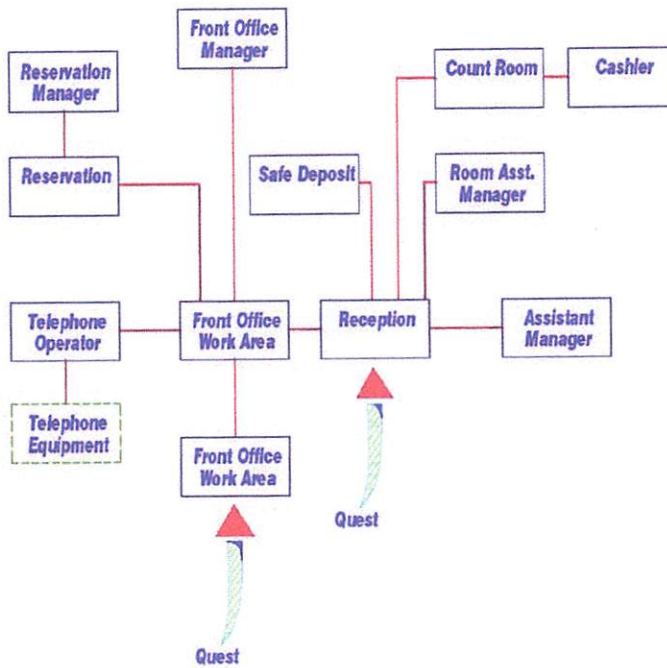 Front Office
Manager
Reservation
Manager
Count Room
Cashier
Reservation
Safe Deposit
Room Asst.
Manager
Telephone
Operator
Front Office
Work Area
Reception
Assistant
Manager
Telephone
Equipment
Front Office
Work Area
Quest
Quest